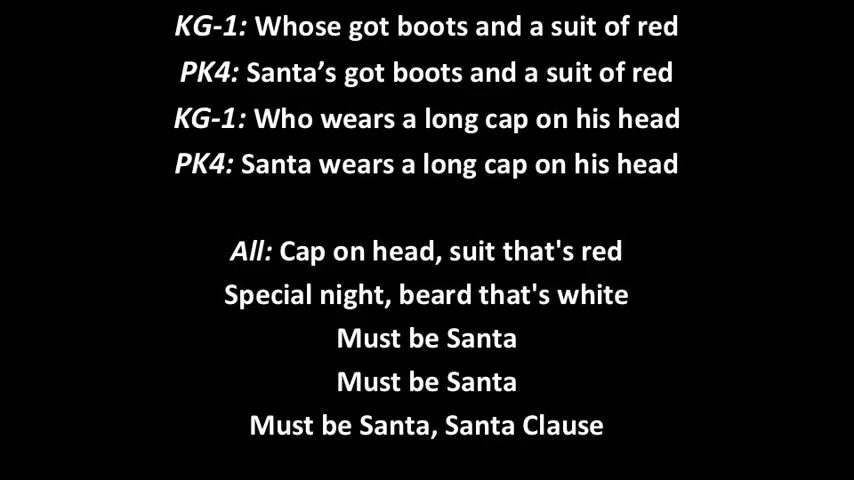 KG-1: Whose got boots and a suit of red
PK4: Santa’s got boots and a suit of red
KG-1: Who wears a long cap on his head
PK4: Santa wears a long cap on his head
All: Cap on head, suit that's red
Special night, beard that's white
Must be Santa
Must be Santa
Must be Santa, Santa Clause